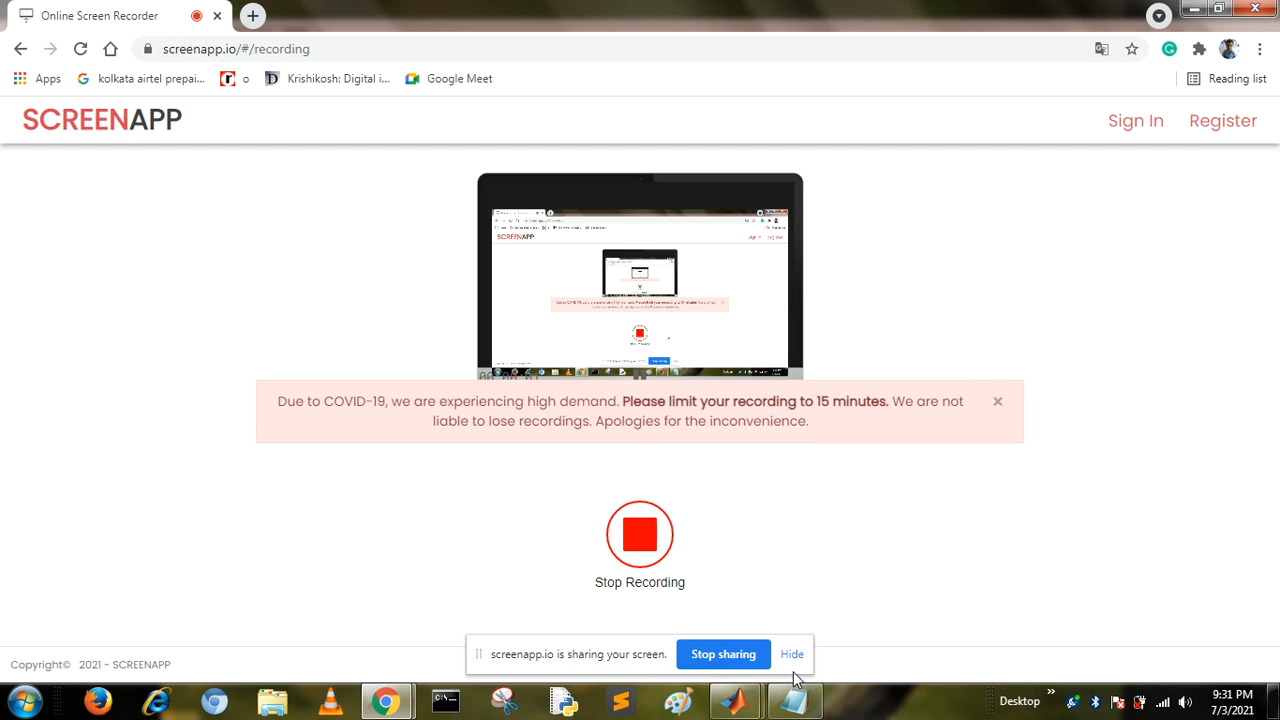 Online Screen Recorder
screenapp.io/#/recording
Apps
kolkata airtel prepai...
o
Krishikosh: Digital i...
Google Meet
Reading list
SCREENAPP
Sign In
Register
SCREENAPP
Due to COVID-19, we are experiencing high demand. Please limit your recording to 15 minutes. We are not
liable to lose recordings. Apologies for the inconvenience.
Stop Recording
screenapp.io is sharing your screen.
Stop sharing
Hide
Copyright© 2021 - SCREENAPP
Desktop
9:31 PM
7/3/2021